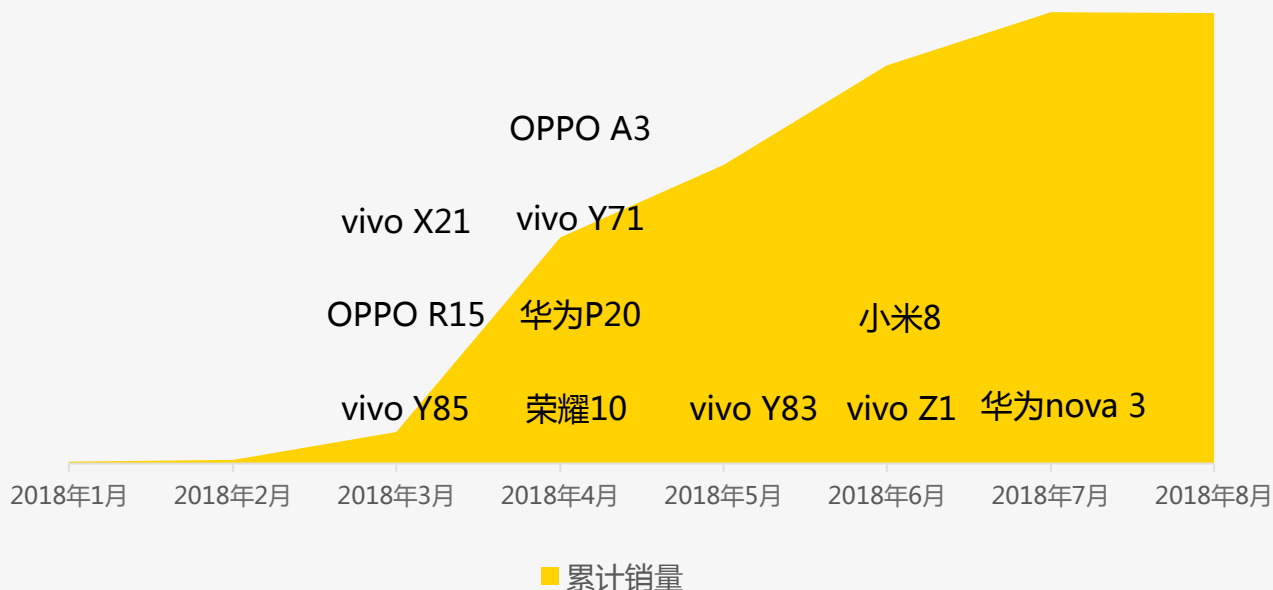 OPPO A3
vivo X21 vivo Y71
OPPO R15 华为P20 小米8
vivo Y85 荣耀10 vivo Y83 vivo Z1 华为nova 3
2018年1月 2018年2月 2018年3月 2018年4月 2018年5月 2018年6月 2018年7月 2018年8月
累计销量